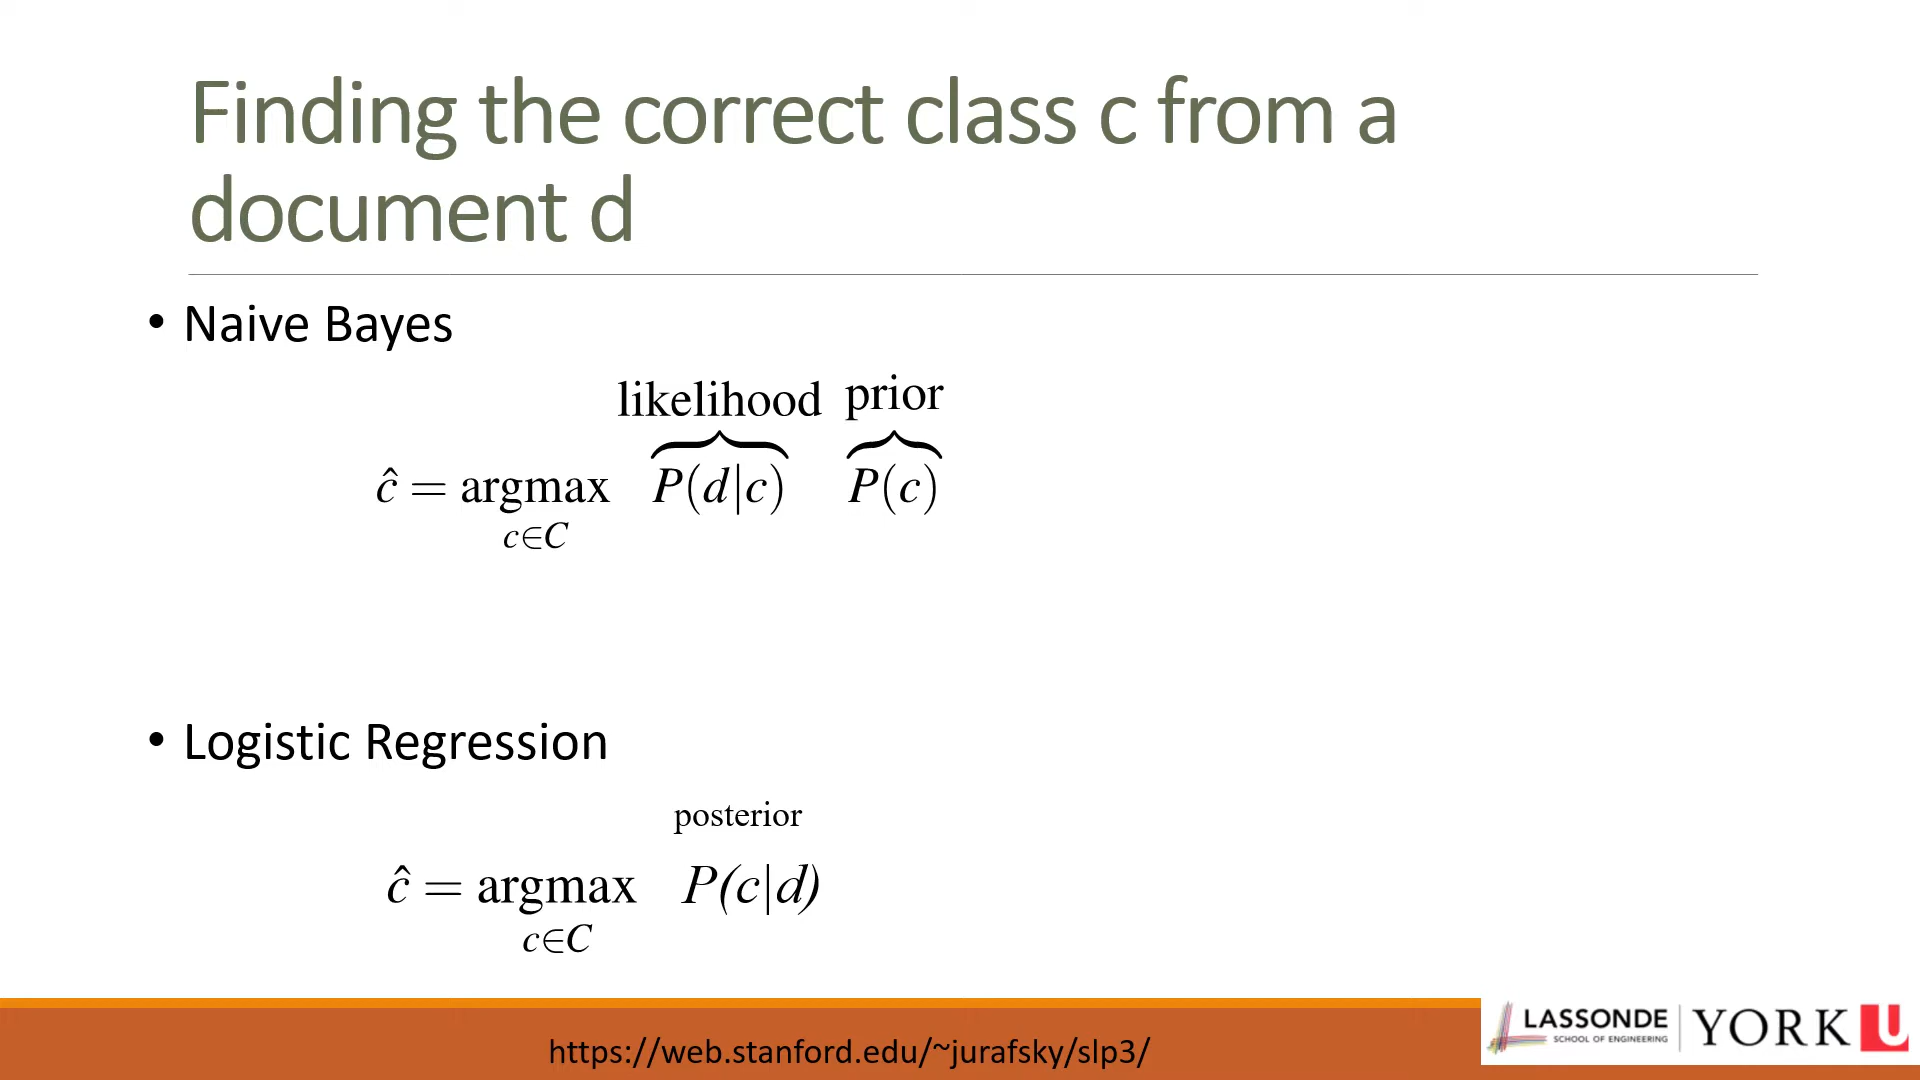 Finding the correct class c from a
document d
• Naive Bayes
likelihood prior
ĉ = argmax P(d|c) P(c)
c∈C
• Logistic Regression
posterior
ĉ = argmax P(c|d)
c∈C
https://web.stanford.edu/~jurafsky/slp3/
LASSONDE
SCHOOL OF ENGINEERING
YORK U